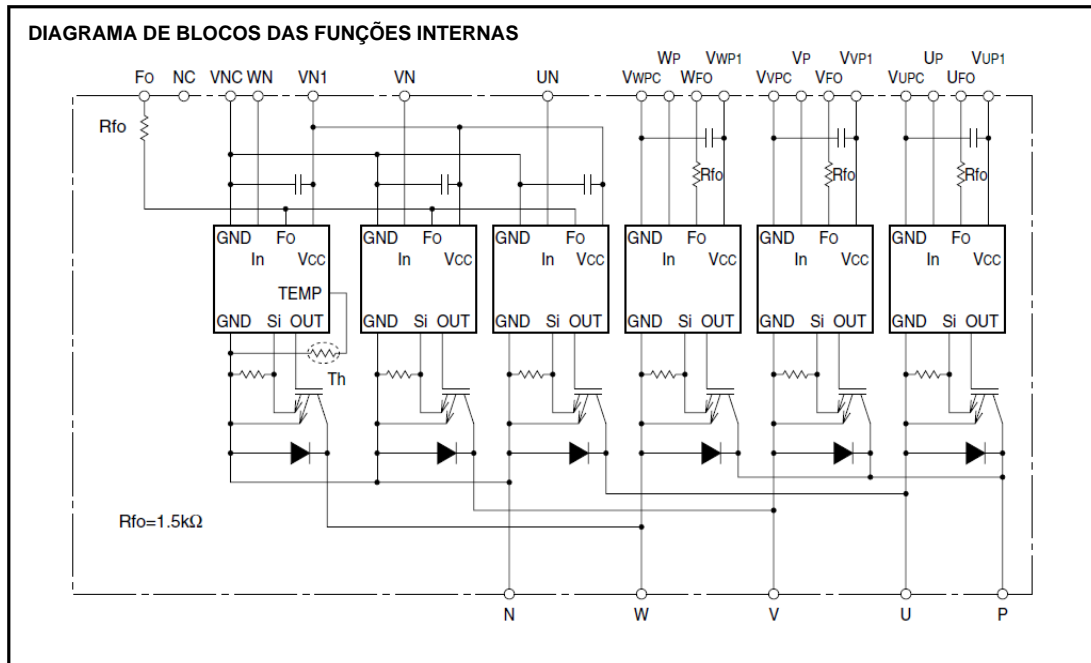 DIAGRAMA DE BLOCOS DAS FUNÇÕES INTERNAS
WP VWP1 VP VVP1 UP VUP1
FO NC VNC WN VN1 VN UN VWPC WFO VVPC VFO VUPC UFO
Rfo
Rfo Rfo Rfo
GND FO GND FO GND FO GND FO GND FO GND FO
In VCC In VCC In VCC In VCC In VCC In VCC
TEMP
GND Si OUT GND Si OUT GND Si OUT GND Si OUT GND Si OUT GND Si OUT
Th
Rfo=1.5kΩ
N W V U P